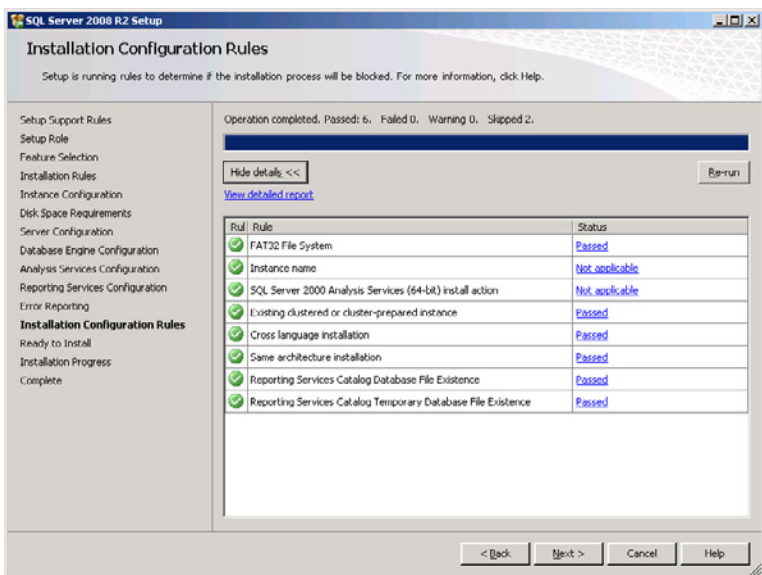 SQL Server 2008 R2 Setup
Installation Configuration Rules
Setup is running rules to determine if the installation process will be blocked. For more information, click Help.
Setup Support Rules
Setup Role
Feature Selection
Installation Rules
Instance Configuration
Disk Space Requirements
Server Configuration
Database Engine Configuration
Analysis Services Configuration
Reporting Services Configuration
Error Reporting
Installation Configuration Rules
Ready to Install
Installation Progress
Complete
Operation completed. Passed: 6. Failed 0. Warning 0. Skipped 2.
Hide details <<
Re-run
View detailed report
Rul Rule Status
FAT32 File System Passed
Instance name Not applicable
SQL Server 2000 Analysis Services (64-bit) install action Not applicable
Existing clustered or cluster-prepared instance Passed
Cross language installation Passed
Same architecture installation Passed
Reporting Services Catalog Database File Existence Passed
Reporting Services Catalog Temporary Database File Existence Passed
< Back Next > Cancel Help